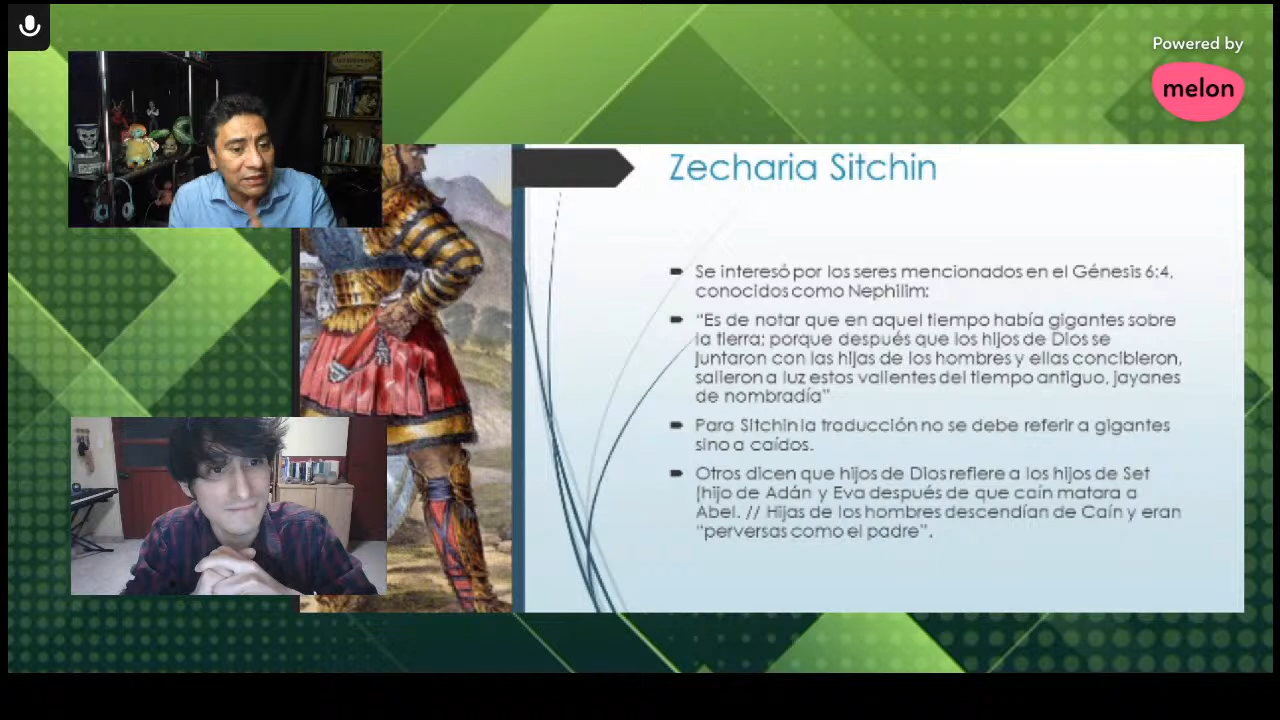 Powered by
melon
Zecharia Sitchin
Se interesó por los seres mencionados en el Génesis 6:4,
conocidos como Nephilim:
"Es de notar que en aquel tiempo había gigantes sobre
la tierra; porque después que los hijos de Dios se
juntaron con las hijas de los hombres y ellas concibieron,
salieron a luz estos valientes del tiempo antiguo, jayanes
de nombradía"
Para Sitchin la traducción no se debe referir a gigantes
sino a caídos.
Otros dicen que hijos de Dios refiere a los hijos de Set
(hijo de Adán y Eva después de que caín matara a
Abel. // Hijas de los hombres descendían de Caín y eran
"perversas como el padre".